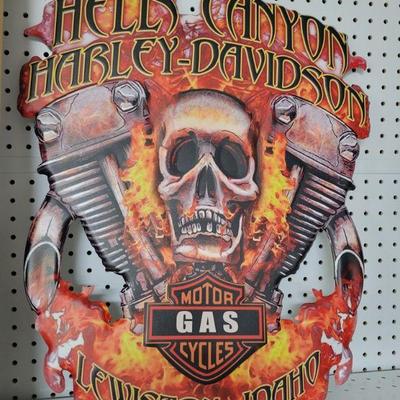 HELLS CANYON
HARLEY-DAVIDSON
MOTOR
GAS
CYCLES
LEWISTON, IDAHO